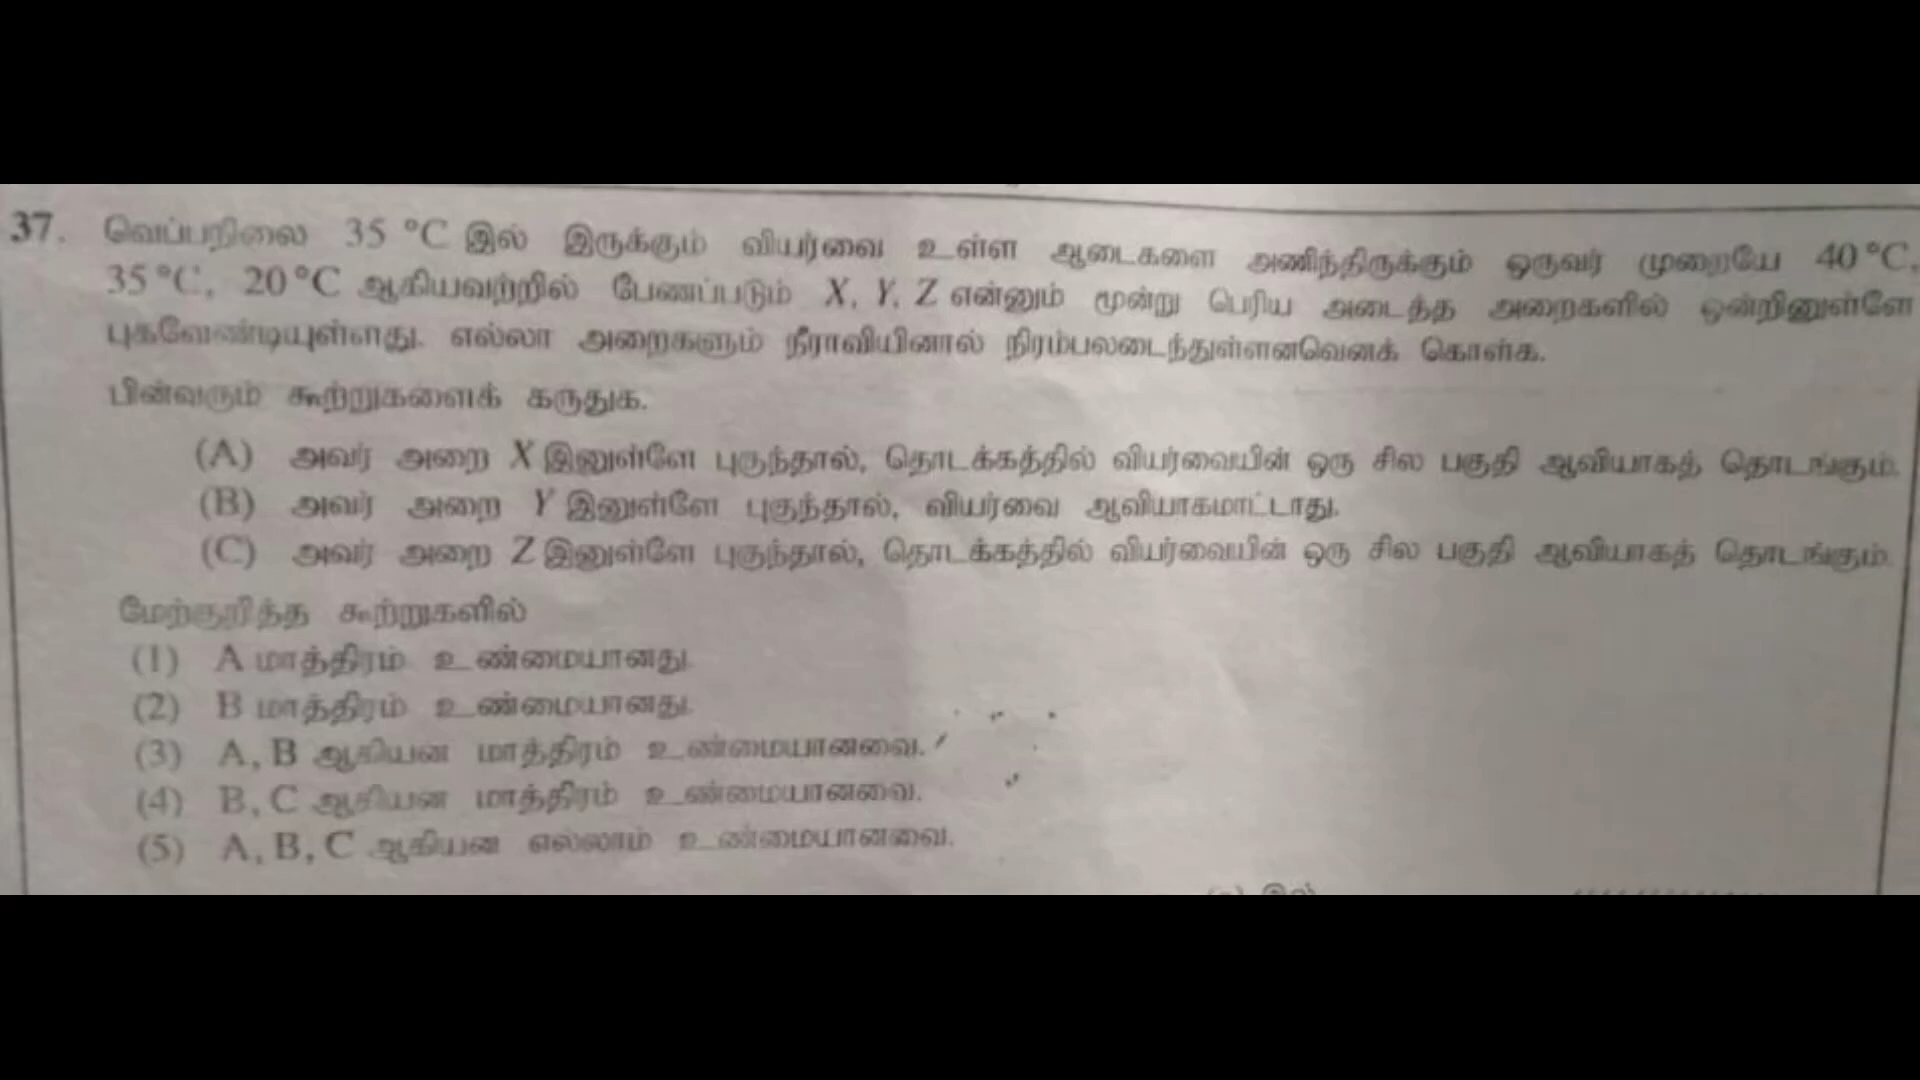 37. வெப்பநிலை 35 °C இல் இருக்கும் வியர்வை உள்ள ஆடைகளை அணிந்திருக்கும் ஒருவர் முறையே 40 °C,
35 °C, 20 °C ஆகியவற்றில் பேணப்படும் X, Y, Z என்னும் மூன்று பெரிய அடைத்த அறைகளில் ஒன்றினுள்ளே
புகவேண்டியுள்ளது. எல்லா அறைகளும் நீராவியினால் நிரம்பலடைந்துள்ளனவெனக் கொள்க.
பின்வரும் கூற்றுகளைக் கருதுக.
(A) அவர் அறை X இனுள்ளே புகுந்தால், தொடக்கத்தில் வியர்வையின் ஒரு சில பகுதி ஆவியாகத் தொடங்கும்.
(B) அவர் அறை Y இனுள்ளே புகுந்தால், வியர்வை ஆவியாகமாட்டாது.
(C) அவர் அறை Z இனுள்ளே புகுந்தால், தொடக்கத்தில் வியர்வையின் ஒரு சில பகுதி ஆவியாகத் தொடங்கும்.
மேற்குறித்த கூற்றுகளில்
(1) A மாத்திரம் உண்மையானது.
(2) B மாத்திரம் உண்மையானது.
(3) A, B ஆகியன மாத்திரம் உண்மையானவை.
(4) B, C ஆகியன மாத்திரம் உண்மையானவை.
(5) A, B, C ஆகியன எல்லாம் உண்மையானவை.